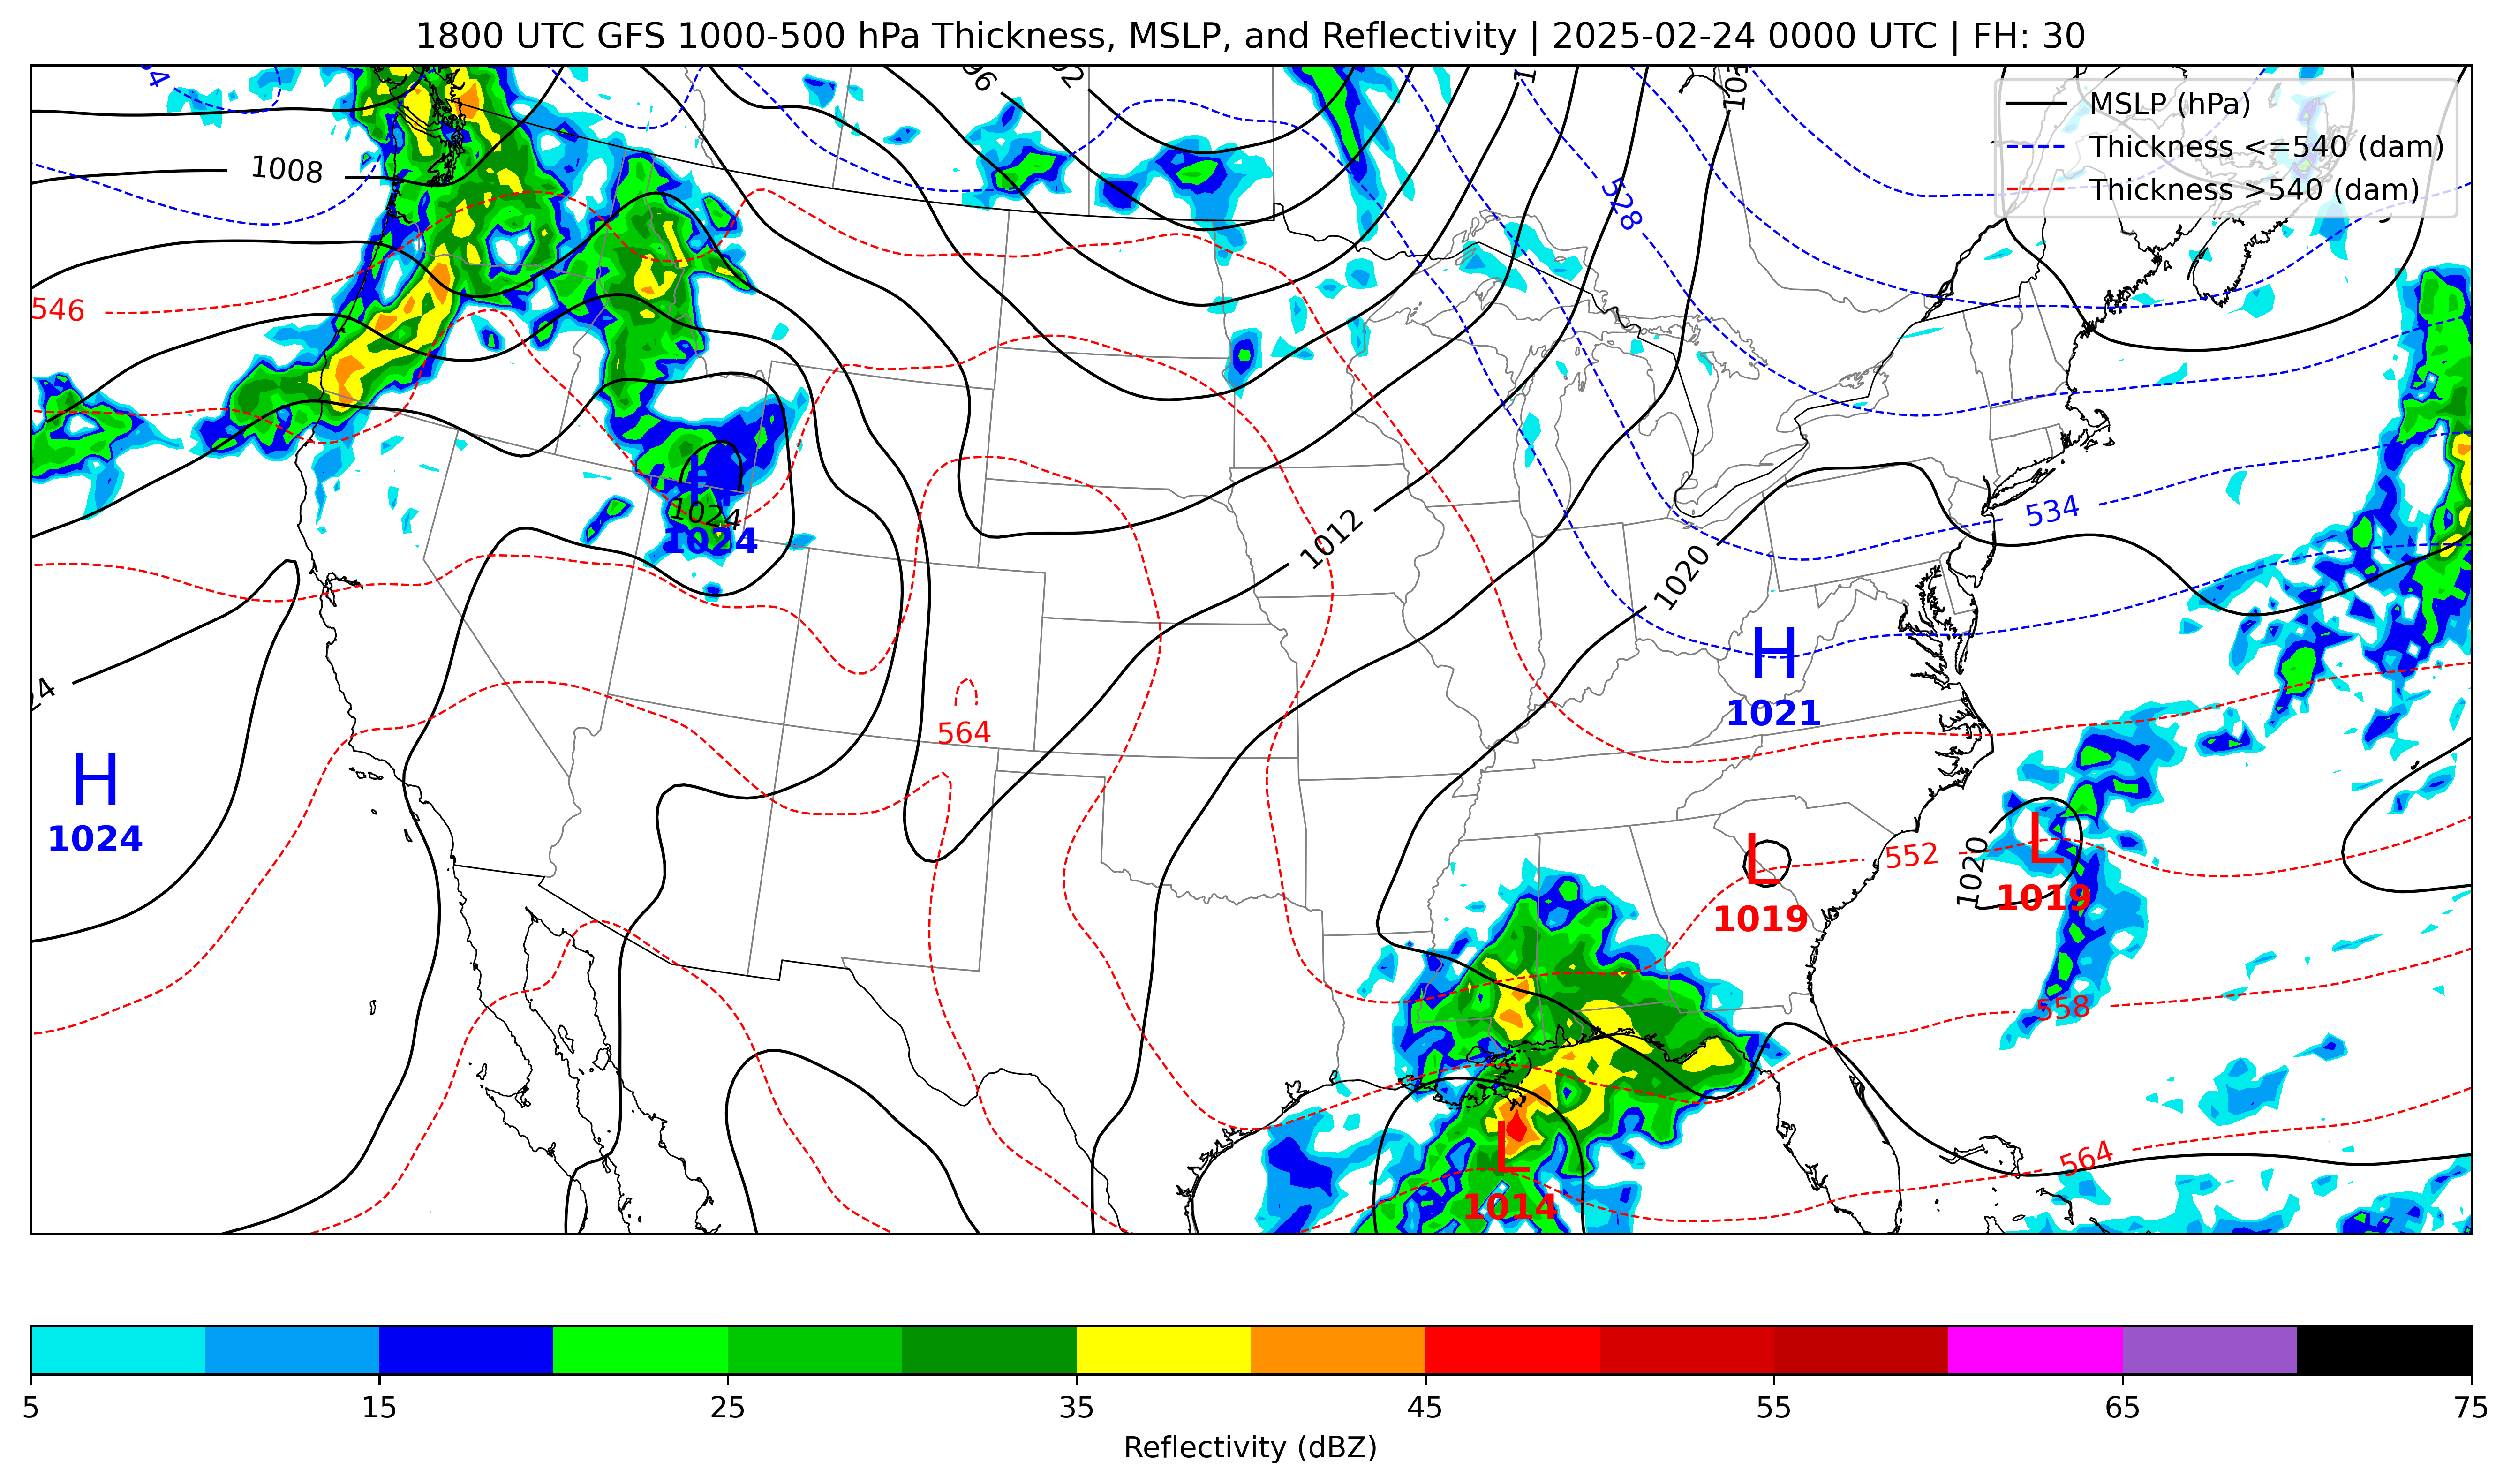 1800 UTC GFS 1000-500 hPa Thickness, MSLP, and Reflectivity | 2025-02-24 0000 UTC | FH: 30
MSLP (hPa)
Thickness <=540 (dam)
Thickness >540 (dam)
1008
528
546
534
1024
H
1024
1012
1020
H
1021
564
H
1024
L
1019
552
1020
L
1019
558
L
1014
564
5 15 25 35 45 55 65 75
Reflectivity (dBZ)